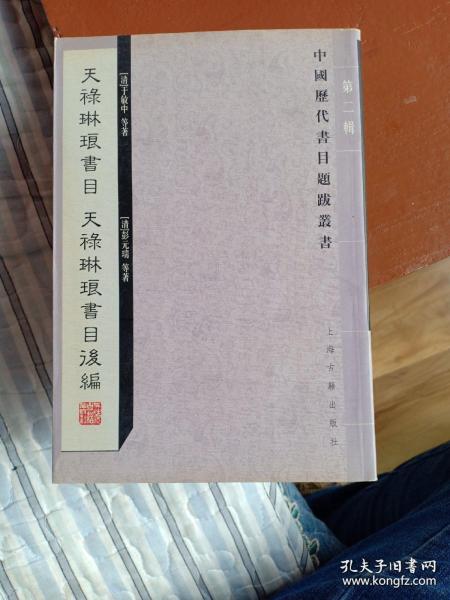 第二輯
中國歷代書目題跋叢書
上海古籍出版社
[清]于敏中 等著
[清]彭元瑞 等著
天祿琳琅書目 天祿琳琅書目後編
孔夫子旧书网
www.kongfz.com